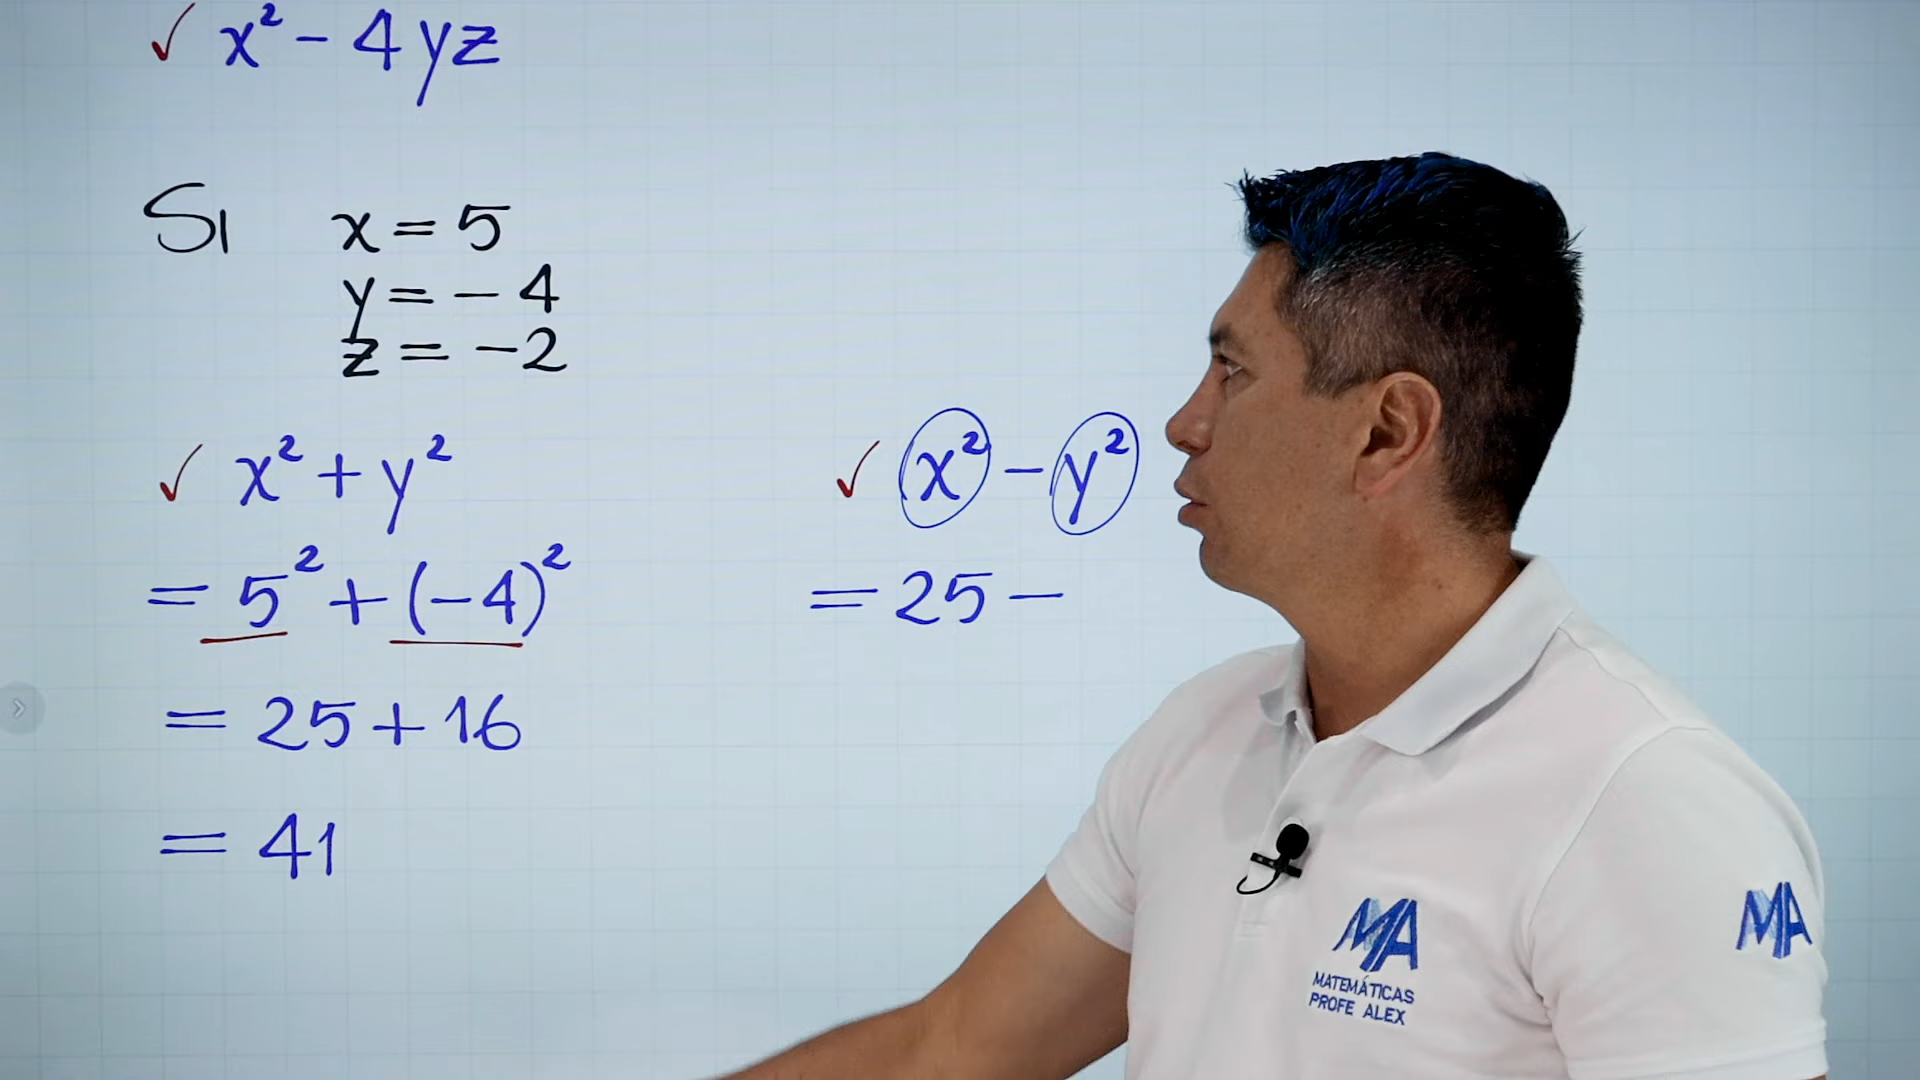 ✓ x² - 4yz
Si x = 5
y = -4
z = -2
✓ x² + y²
= 5² + (-4)²
= 25 + 16
= 41
✓ x² - y²
= 25 -
MA
MATEMÁTICAS
PROFE ALEX
MA